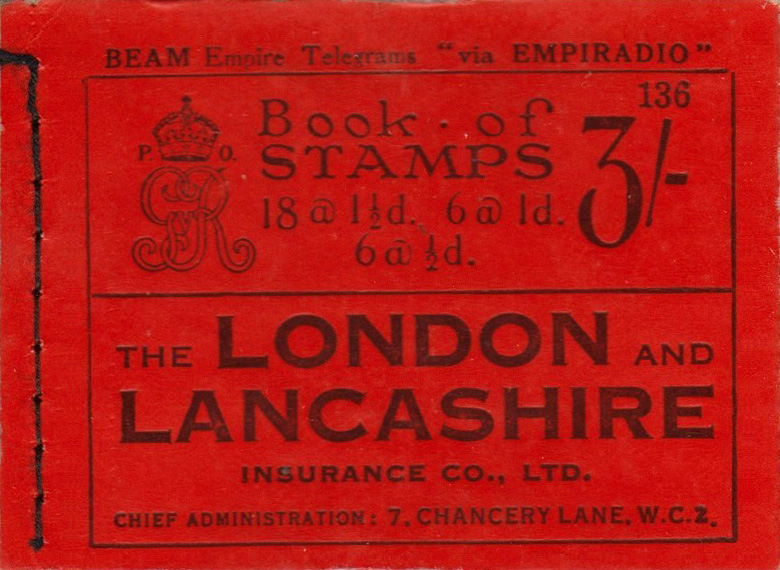 BEAM Empire Telegrams "via EMPIRADIO"
136
P. O.
GRV
Book · of
STAMPS
3/-
18 @ 1½d. 6 @ 1d.
6 @ ½d.
THE LONDON AND
LANCASHIRE
INSURANCE CO., LTD.
CHIEF ADMINISTRATION: 7, CHANCERY LANE, W.C.2.